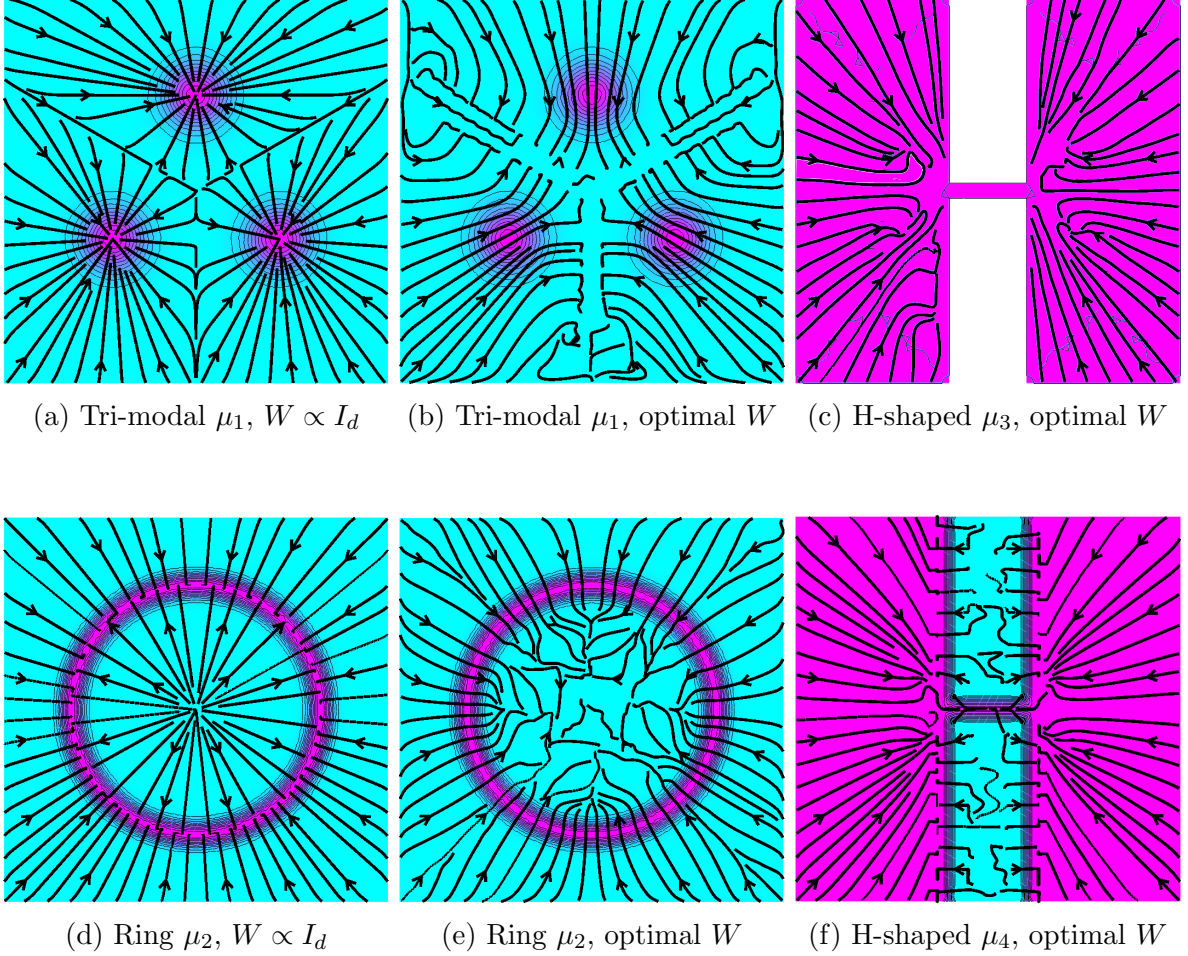 (a) Tri-modal μ₁, W ∝ I_d
(b) Tri-modal μ₁, optimal W
(c) H-shaped μ₃, optimal W
(d) Ring μ₂, W ∝ I_d
(e) Ring μ₂, optimal W
(f) H-shaped μ₄, optimal W